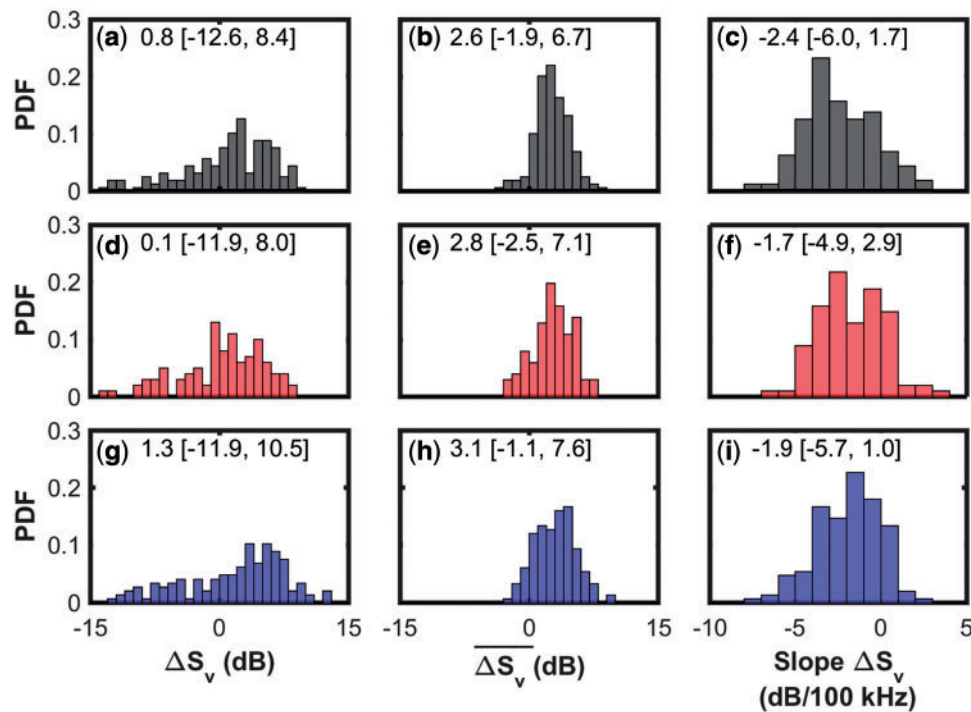 0.3
(a) 0.8 [-12.6, 8.4]
(b) 2.6 [-1.9, 6.7]
(c) -2.4 [-6.0, 1.7]
0.2
PDF
0.1
0
0.3
(d) 0.1 [-11.9, 8.0]
(e) 2.8 [-2.5, 7.1]
(f) -1.7 [-4.9, 2.9]
0.2
PDF
0.1
0
0.3
(g) 1.3 [-11.9, 10.5]
(h) 3.1 [-1.1, 7.6]
(i) -1.9 [-5.7, 1.0]
0.2
PDF
0.1
0
-15 0 15
-15 0 15
-10 -5 0 5
ΔSv (dB)
ΔSv (dB)
Slope ΔSv
(dB/100 kHz)